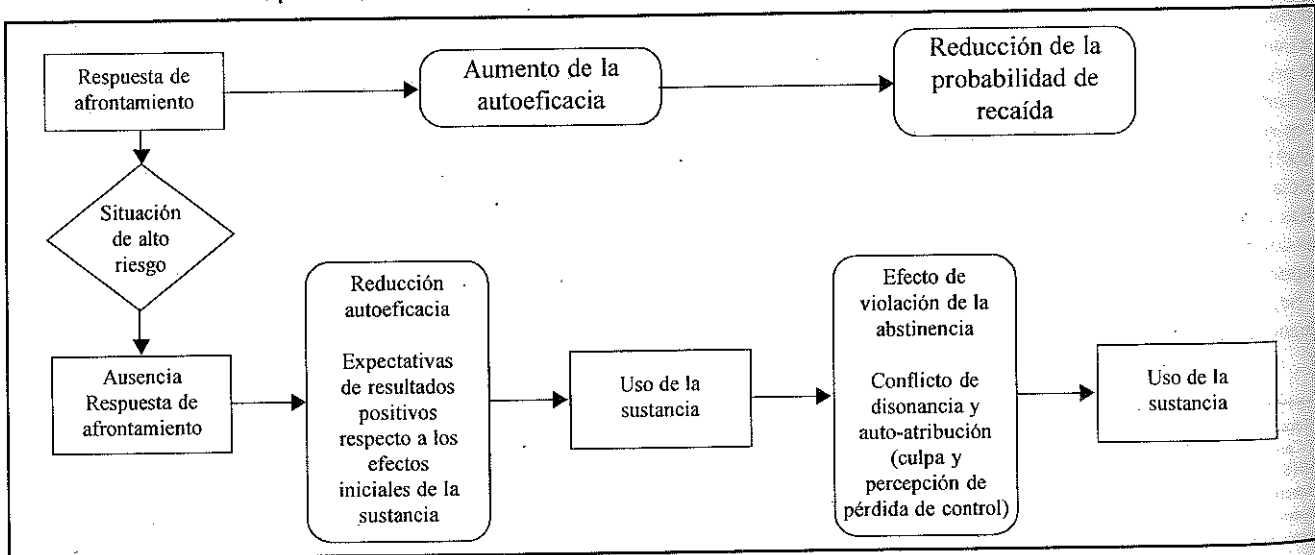 Respuesta de
afrontamiento
Aumento de la
autoeficacia
Reducción de la
probabilidad de
recaída
Situación
de alto
riesgo
Ausencia
Respuesta de
afrontamiento
Reducción
autoeficacia
Expectativas
de resultados
positivos
respecto a los
efectos
iniciales de la
sustancia
Uso de la
sustancia
Efecto de
violación de la
abstinencia
Conflicto de
disonancia y
auto-atribución
(culpa y
percepción de
pérdida de control)
Uso de la
sustancia